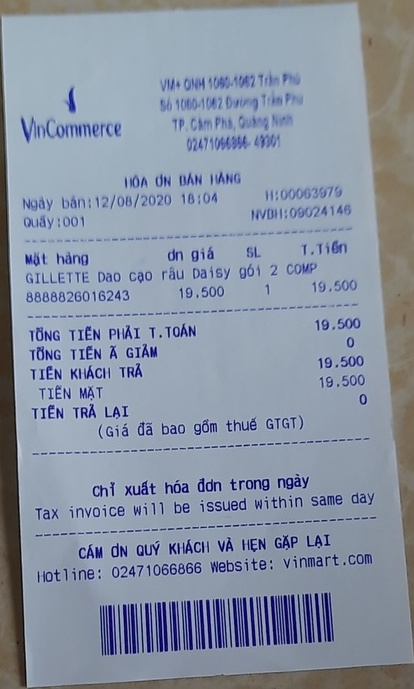 VinCommerce
VM+ QNH 1060-1062 Trần Phú
Số 1060-1062 Đường Trần Phú
TP. Cẩm Phả, Quảng Ninh
02471066866- 49301
HÓA ƠN BÁN HÀNG
Ngày bán:12/08/2020 18:04 H:00063979
Quầy:001 NVBH:09024146
Mặt hàng ơn giá SL T.Tiền
GILLETTE Dao cạo râu Daisy gói 2 COMP
8888826016243 19.500 1 19.500
TỔNG TIỀN PHẢI T.TOÁN 19.500
TỔNG TIỀN Ã GIẢM 0
TIỀN KHÁCH TRẢ 19.500
TIỀN MẶT 19.500
TIỀN TRẢ LẠI 0
(Giá đã bao gồm thuế GTGT)
Chỉ xuất hóa đơn trong ngày
Tax invoice will be issued within same day
CÁM ƠN QUÝ KHÁCH VÀ HẸN GẶP LẠI
Hotline: 02471066866 Website: vinmart.com